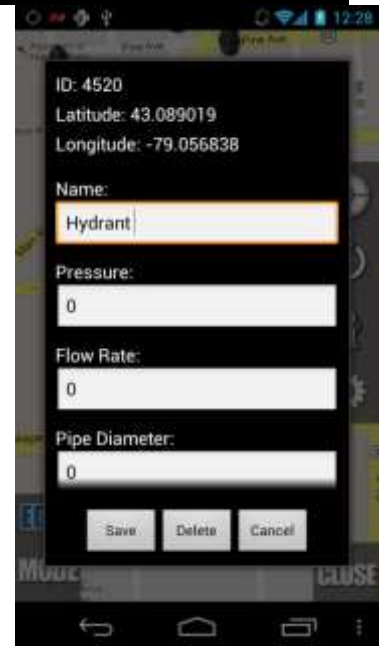 12:28
ID: 4520
Latitude: 43.089019
Longitude: -79.056838
Name:
Hydrant
Pressure:
0
Flow Rate:
0
Pipe Diameter:
0
Save Delete Cancel
MODE CLOSE